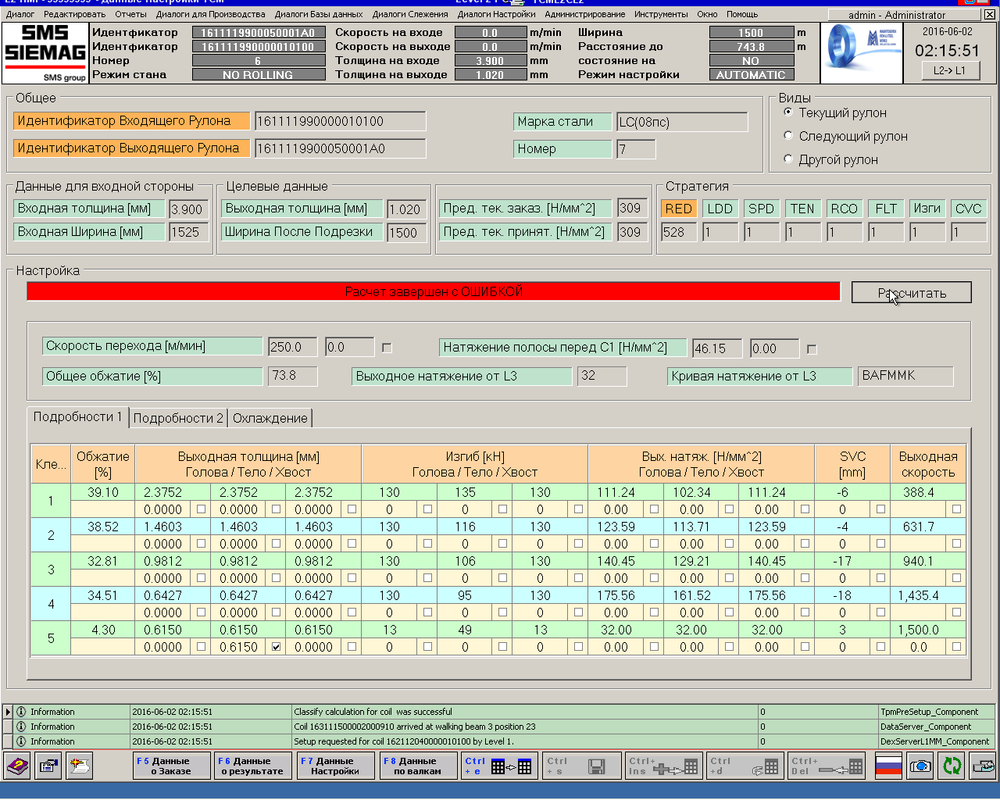 Диалог Редактировать Отчеты Диалоги для Производства Диалоги Базы данных Диалоги Слежения Диалоги Настройки Администрирование Инструменты Окно Помощь admin - Administrator
SMS SIEMAG
SMS group
Идентфикатор 1611119900050001A0 Скорость на входе 0.0 m/min Ширина 1500 m
Идентфикатор 161111990000010100 Скорость на выходе 0.0 m/min Расстояние до 743.8 m
Номер 6 Толщина на входе 3.900 mm состояние на NO
Режим стана NO ROLLING Толщина на выходе 1.020 mm Режим настройки AUTOMATIC
2016-06-02
02:15:51
L2-> L1
Общее
Идентификатор Входящего Рулона 161111990000010100 Марка стали LC(08пс)
Идентификатор Выходящего Рулона 1611119900050001A0 Номер 7
Виды
Текущий рулон
Следующий рулон
Другой рулон
Данные для входной стороны
Входная толщина [мм] 3.900
Входная Ширина [мм] 1525
Целевые данные
Выходная толщина [мм] 1.020
Ширина После Подрезки 1500
Пред. тек. заказ. [Н/мм^2] 309
Пред. тек. принят. [Н/мм^2] 309
Стратегия
RED LDD SPD TEN RCO FLT Изги CVC
528 1 1 1 1 1 1 1
Настройка
Расчет завершен с ОШИБКОЙ
Рассчитать
Скорость перехода [м/мин] 250.0 0.0 Натяжение полосы перед С1 [Н/мм^2] 46.15 0.00
Общее обжатие [%] 73.8 Выходное натяжение от L3 32 Кривая натяжение от L3 BAFMMK
Подробности 1 Подробности 2 Охлаждение
Кле... Обжатие [%] Выходная толщина [мм] Голова / Тело / Хвост Изгиб [кН] Голова / Тело / Хвост Вых. натяж. [Н/мм^2] Голова / Тело / Хвост SVC [mm] Выходная скорость
1 39.10 2.3752 2.3752 2.3752 130 135 130 111.24 102.34 111.24 -6 388.4
0.0000 0.0000 0.0000 0 0 0 0.00 0.00 0.00 0
2 38.52 1.4603 1.4603 1.4603 130 116 130 123.59 113.71 123.59 -4 631.7
0.0000 0.0000 0.0000 0 0 0 0.00 0.00 0.00 0
3 32.81 0.9812 0.9812 0.9812 130 106 130 140.45 129.21 140.45 -17 940.1
0.0000 0.0000 0.0000 0 0 0 0.00 0.00 0.00 0
4 34.51 0.6427 0.6427 0.6427 130 95 130 175.56 161.52 175.56 -18 1,435.4
0.0000 0.0000 0.0000 0 0 0 0.00 0.00 0.00 0
5 4.30 0.6150 0.6150 0.6150 13 49 13 32.00 32.00 32.00 3 1,500.0
0.0000 0.6150 0.0000 0 0 0 0.00 0.00 0.00 0 0.0
Information 2016-06-02 02:15:51 Classify calculation for coil was successful 0 TpmPreSetup_Component
Information 2016-06-02 02:15:51 Coil 163111500002000910 arrived at walking beam 3 position 23 0 DataServer_Component
Information 2016-06-02 02:15:51 Setup requested for coil 162112040000010100 by Level 1. 0 DexServerL1MM_Component
F5 Данные о Заказе
F6 Данные о результате
F7 Данные Настройки
F8 Данные по валкам
Ctrl + e
Ctrl + s
Ctrl+ Ins
Ctrl +d
Ctrl+ Del